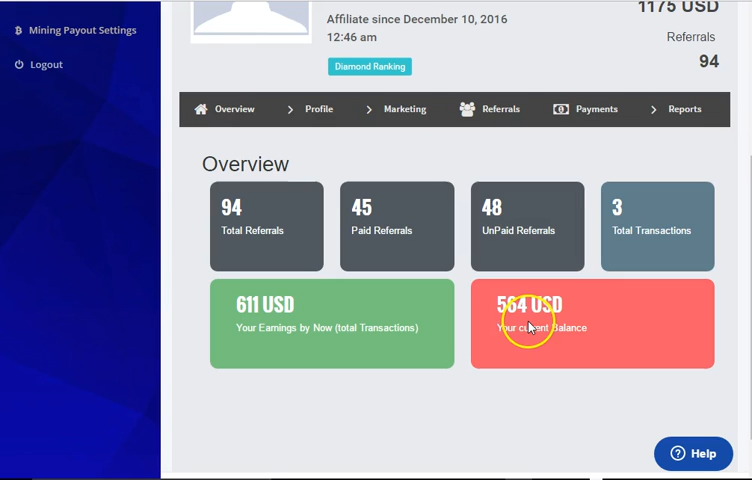 Mining Payout Settings
Logout
Affiliate since December 10, 2016
12:46 am
Diamond Ranking
1175 USD
Referrals
94
Overview
Profile
Marketing
Referrals
Payments
Reports
Overview
94
Total Referrals
45
Paid Referrals
48
UnPaid Referrals
3
Total Transactions
611 USD
Your Earnings by Now (total Transactions)
564 USD
Your current Balance
Help